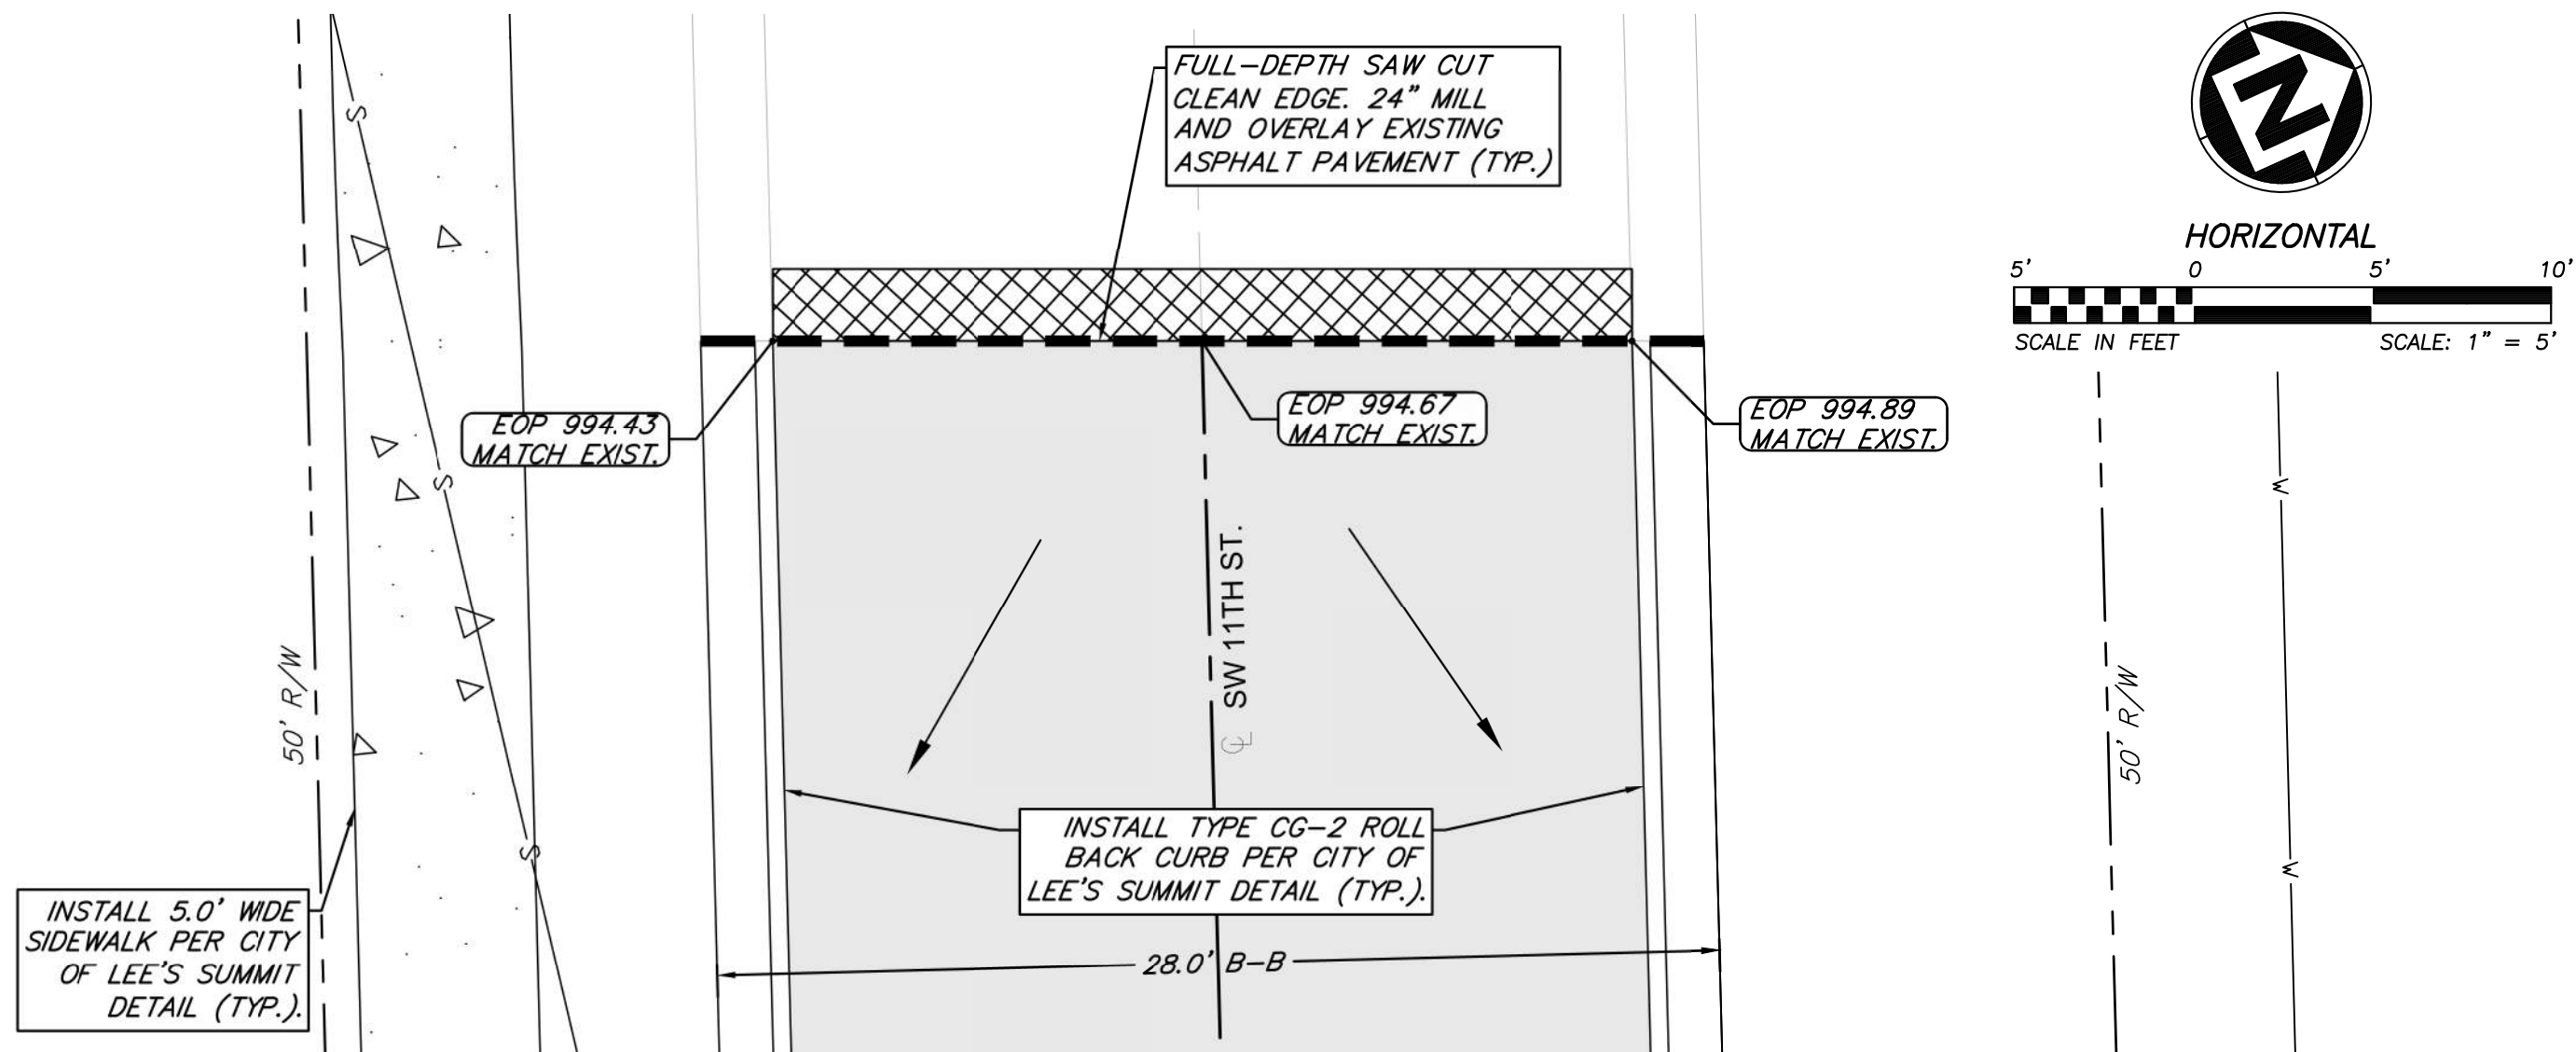 FULL-DEPTH SAW CUT
CLEAN EDGE. 24" MILL
AND OVERLAY EXISTING
ASPHALT PAVEMENT (TYP.)
N
HORIZONTAL
5' 0 5' 10'
SCALE IN FEET SCALE: 1" = 5'
EOP 994.43
MATCH EXIST.
EOP 994.67
MATCH EXIST.
EOP 994.89
MATCH EXIST.
S
S
S
W
W
50' R/W
℄ SW 11TH ST.
50' R/W
INSTALL TYPE CG-2 ROLL
BACK CURB PER CITY OF
LEE'S SUMMIT DETAIL (TYP.).
INSTALL 5.0' WIDE
SIDEWALK PER CITY
OF LEE'S SUMMIT
DETAIL (TYP.).
28.0' B-B